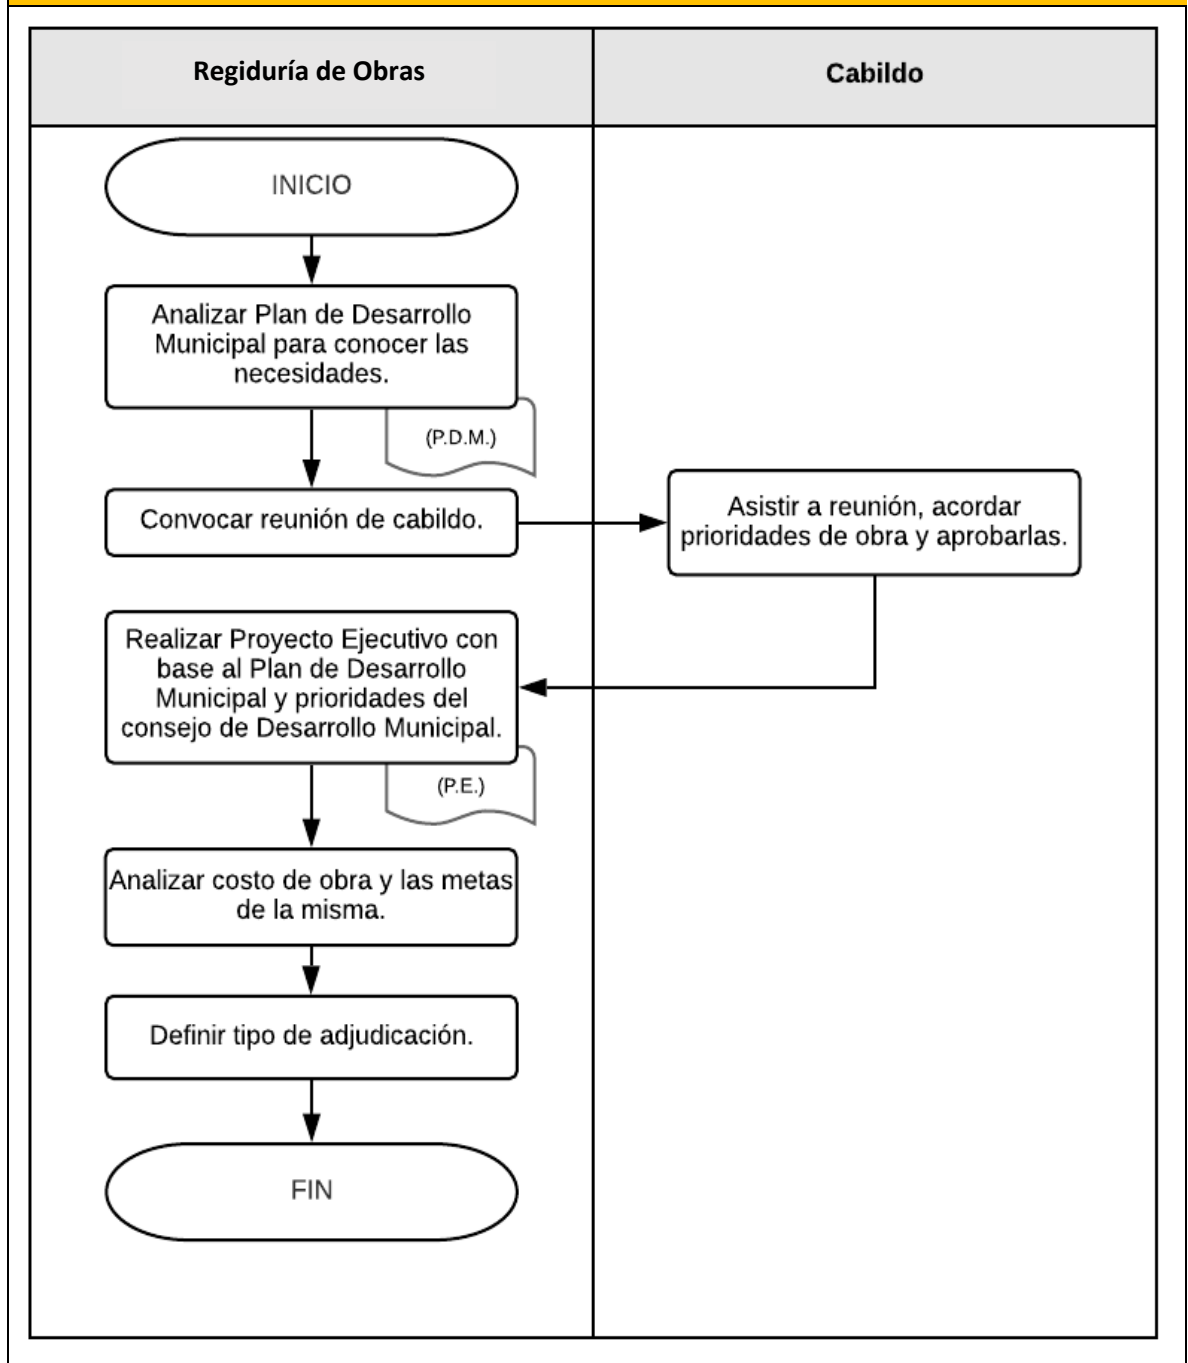 Regiduría de Obras
Cabildo
INICIO
Analizar Plan de Desarrollo
Municipal para conocer las
necesidades.
(P.D.M.)
Convocar reunión de cabildo.
Asistir a reunión, acordar
prioridades de obra y aprobarlas.
Realizar Proyecto Ejecutivo con
base al Plan de Desarrollo
Municipal y prioridades del
consejo de Desarrollo Municipal.
(P.E.)
Analizar costo de obra y las metas
de la misma.
Definir tipo de adjudicación.
FIN